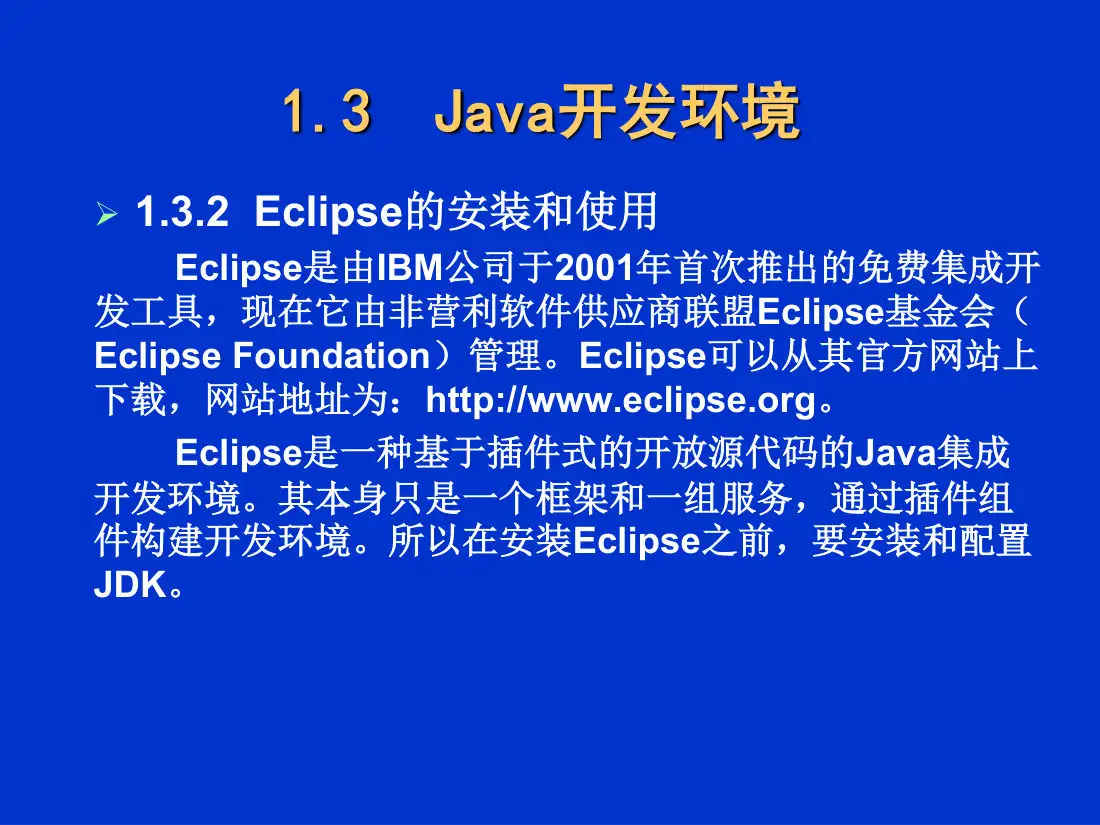 1.3 Java开发环境
1.3.2 Eclipse的安装和使用
Eclipse是由IBM公司于2001年首次推出的免费集成开
发工具，现在它由非营利软件供应商联盟Eclipse基金会（
Eclipse Foundation）管理。Eclipse可以从其官方网站上
下载，网站地址为：http://www.eclipse.org。
Eclipse是一种基于插件式的开放源代码的Java集成
开发环境。其本身只是一个框架和一组服务，通过插件组
件构建开发环境。所以在安装Eclipse之前，要安装和配置
JDK。